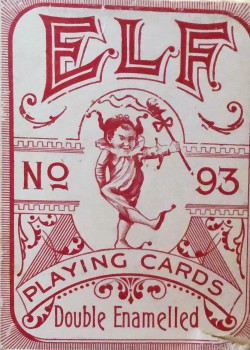 ELF
No 93
PLAYING CARDS
Double Enamelled